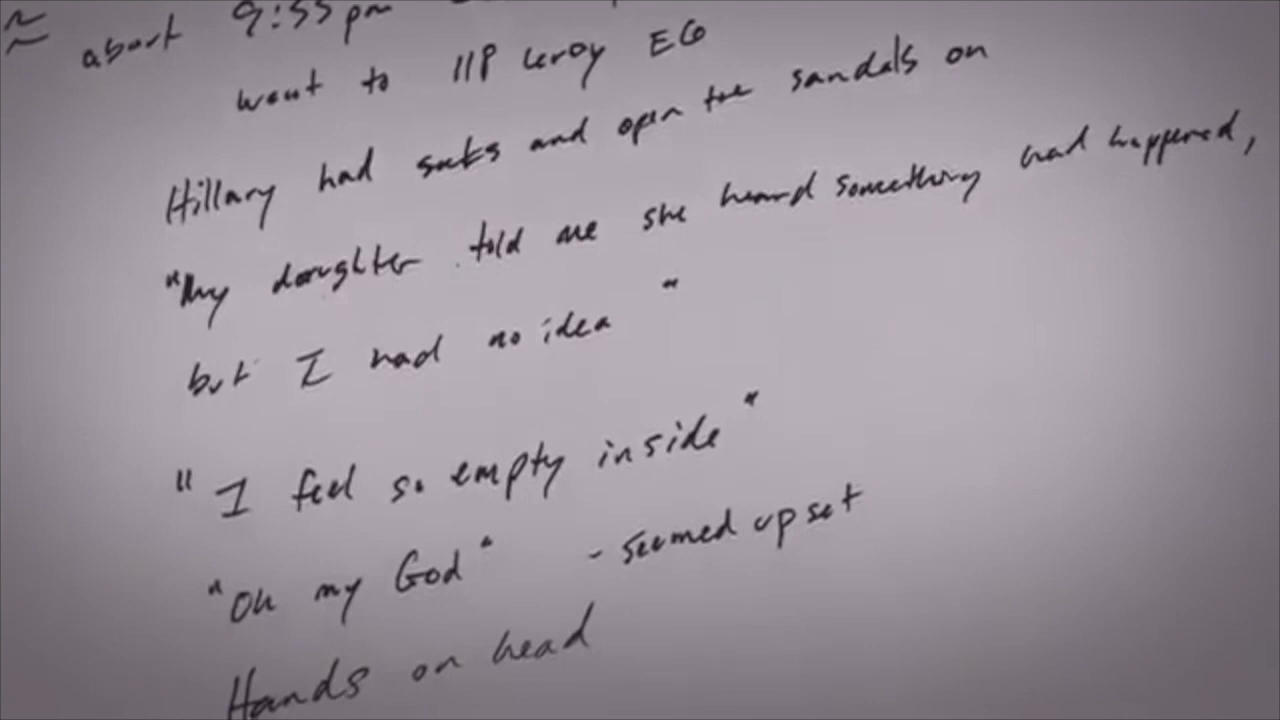 ≈ about 9:55 pm
went to 118 Leroy EG
Hillary had socks and open toe sandals on
"My daughter told me she heard something had happened,
but I had no idea"
"I feel so empty inside"
"Oh my God" - seemed upset
Hands on head